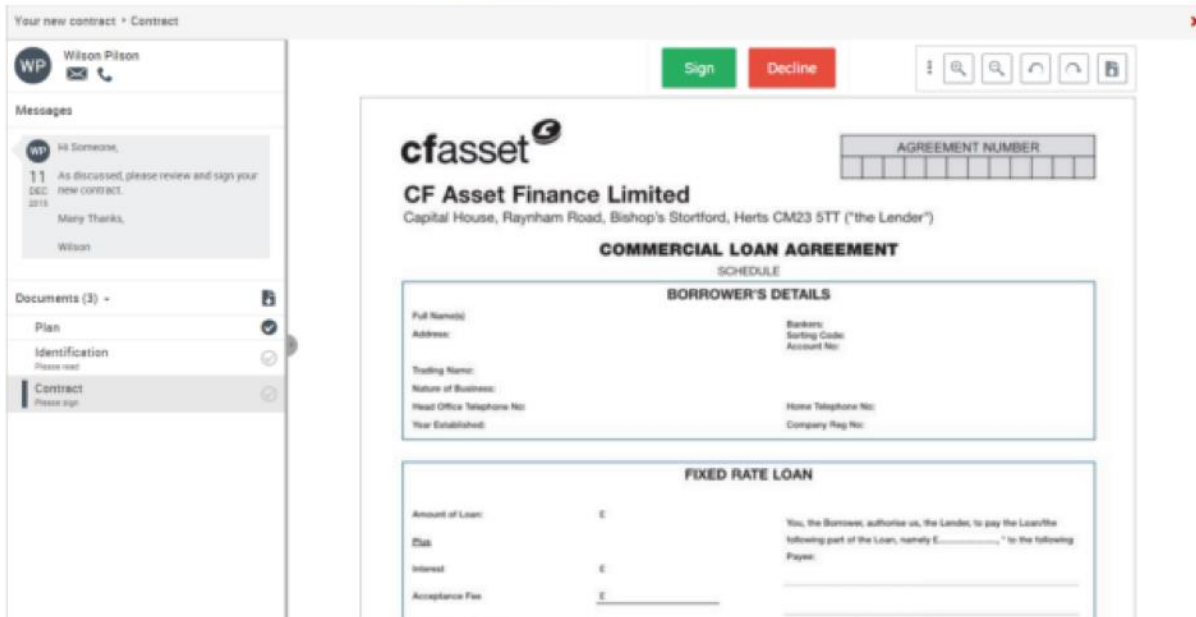 Your new contract > Contract
WP
Wilson Pilson
Messages
WP
Hi Someone,
11
DEC
2015
As discussed, please review and sign your
new contract.
Many Thanks,
Wilson
Documents (3)
Plan
Identification
Please read
Contract
Please sign
Sign
Decline
cfasset
AGREEMENT NUMBER
CF Asset Finance Limited
Capital House, Raynham Road, Bishop's Stortford, Herts CM23 5TT ("the Lender")
COMMERCIAL LOAN AGREEMENT
SCHEDULE
BORROWER'S DETAILS
Full Name(s)
Address:
Bankers:
Sorting Code:
Account No:
Trading Name:
Nature of Business:
Head Office Telephone No:
Home Telephone No:
Year Established:
Company Reg No:
FIXED RATE LOAN
Amount of Loan: £
Plus
Interest £
Acceptance Fee £
You, the Borrower, authorise us, the Lender, to pay the Loan/the
following part of the Loan, namely £____________, * to the following
Payee: